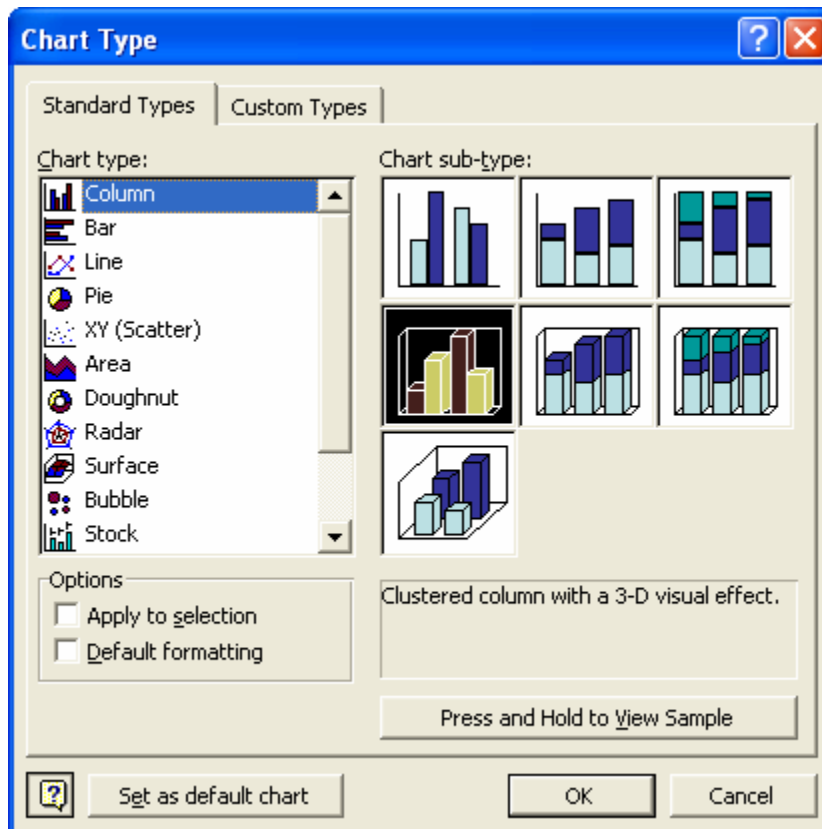 Chart Type
?
Standard Types
Custom Types
Chart type:
Column
Bar
Line
Pie
XY (Scatter)
Area
Doughnut
Radar
Surface
Bubble
Stock
Chart sub-type:
Options
Apply to selection
Default formatting
Clustered column with a 3-D visual effect.
Press and Hold to View Sample
?
Set as default chart
OK
Cancel